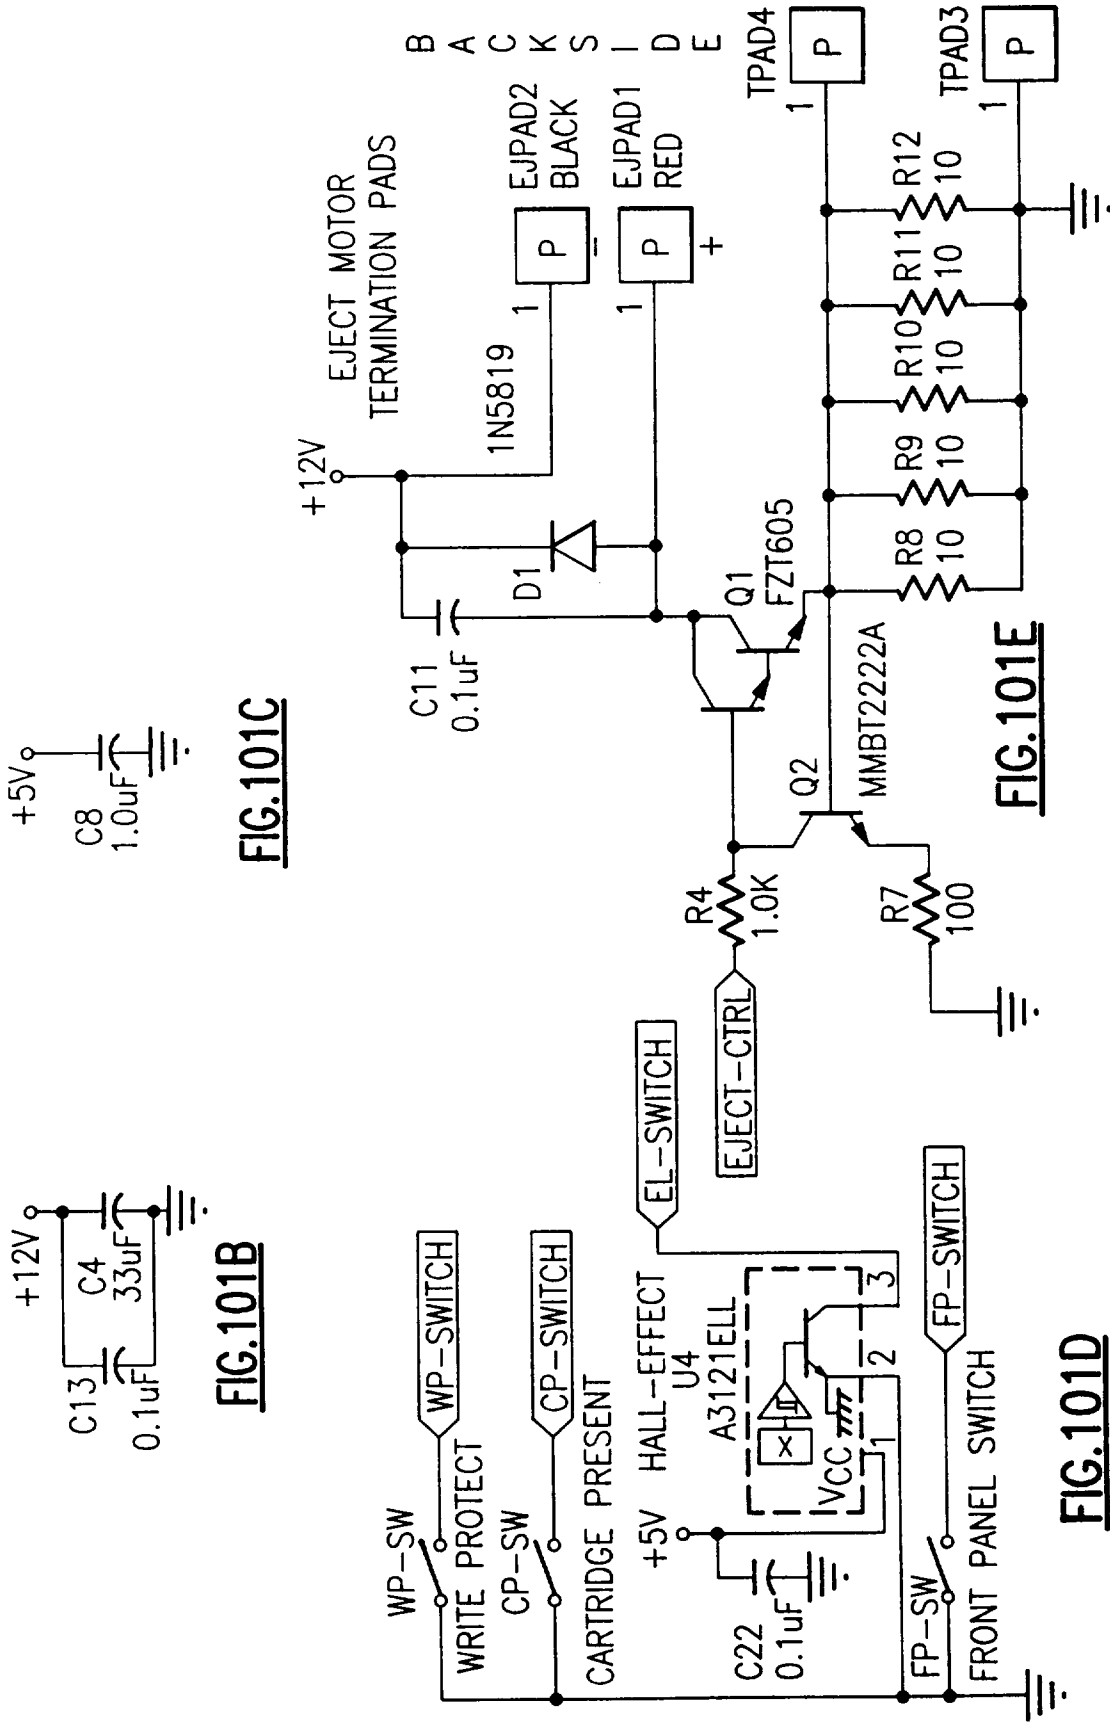 +12V
C13
0.1uF
C4
33uF
FIG.101B
+5V
C8
1.0uF
FIG.101C
WP-SW
WP-SWITCH
WRITE PROTECT
CP-SW
CP-SWITCH
CARTRIDGE PRESENT
+5V
HALL-EFFECT
U4
A3121ELL
X
VCC
1
2
3
EL-SWITCH
C22
0.1uF
FP-SW
FP-SWITCH
FRONT PANEL SWITCH
FIG.101D
+12V
EJECT MOTOR
TERMINATION PADS
C11
0.1uF
D1
1N5819
1
P
-
EJPAD2
BLACK
1
P
+
EJPAD1
RED
BACKSIDE
Q1
FZT605
EJECT-CTRL
R4
1.0K
Q2
MMBT2222A
R7
100
R8
10
R9
10
R10
10
R11
10
R12
10
1
P
TPAD4
1
P
TPAD3
FIG.101E